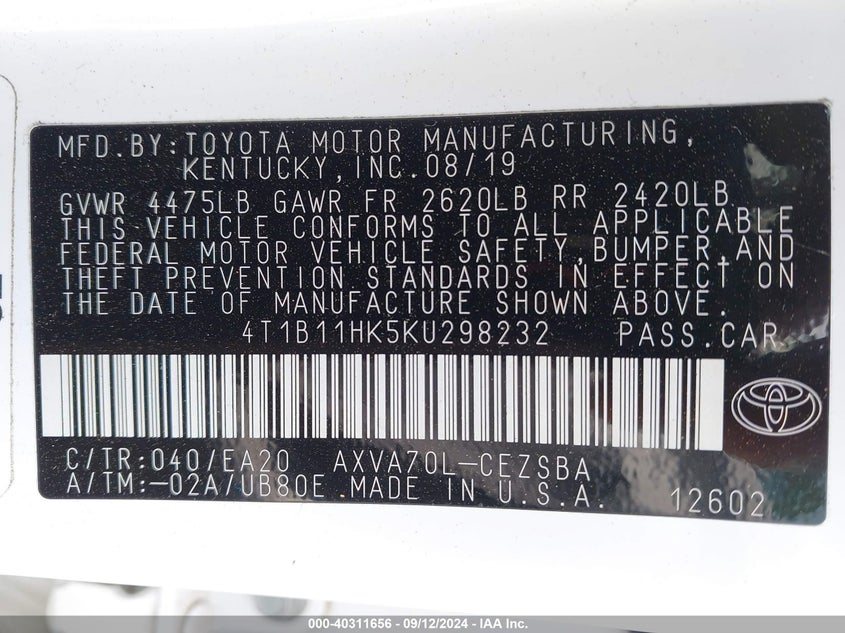 MFD.BY:TOYOTA MOTOR MANUFACTURING,
KENTUCKY,INC.08/19
GVWR 4475LB GAWR FR 2620LB RR 2420LB
THIS VEHICLE CONFORMS TO ALL APPLICABLE
FEDERAL MOTOR VEHICLE SAFETY,BUMPER,AND
THEFT PREVENTION STANDARDS IN EFFECT ON
THE DATE OF MANUFACTURE SHOWN ABOVE.
4T1B11HK5KU298232 PASS.CAR
C/TR:040/EA20 AXVA70L-CEZSBA
A/TM:-02A/UB80E MADE IN U.S.A. 12602
000-40311656 - 09/12/2024 - IAA Inc.